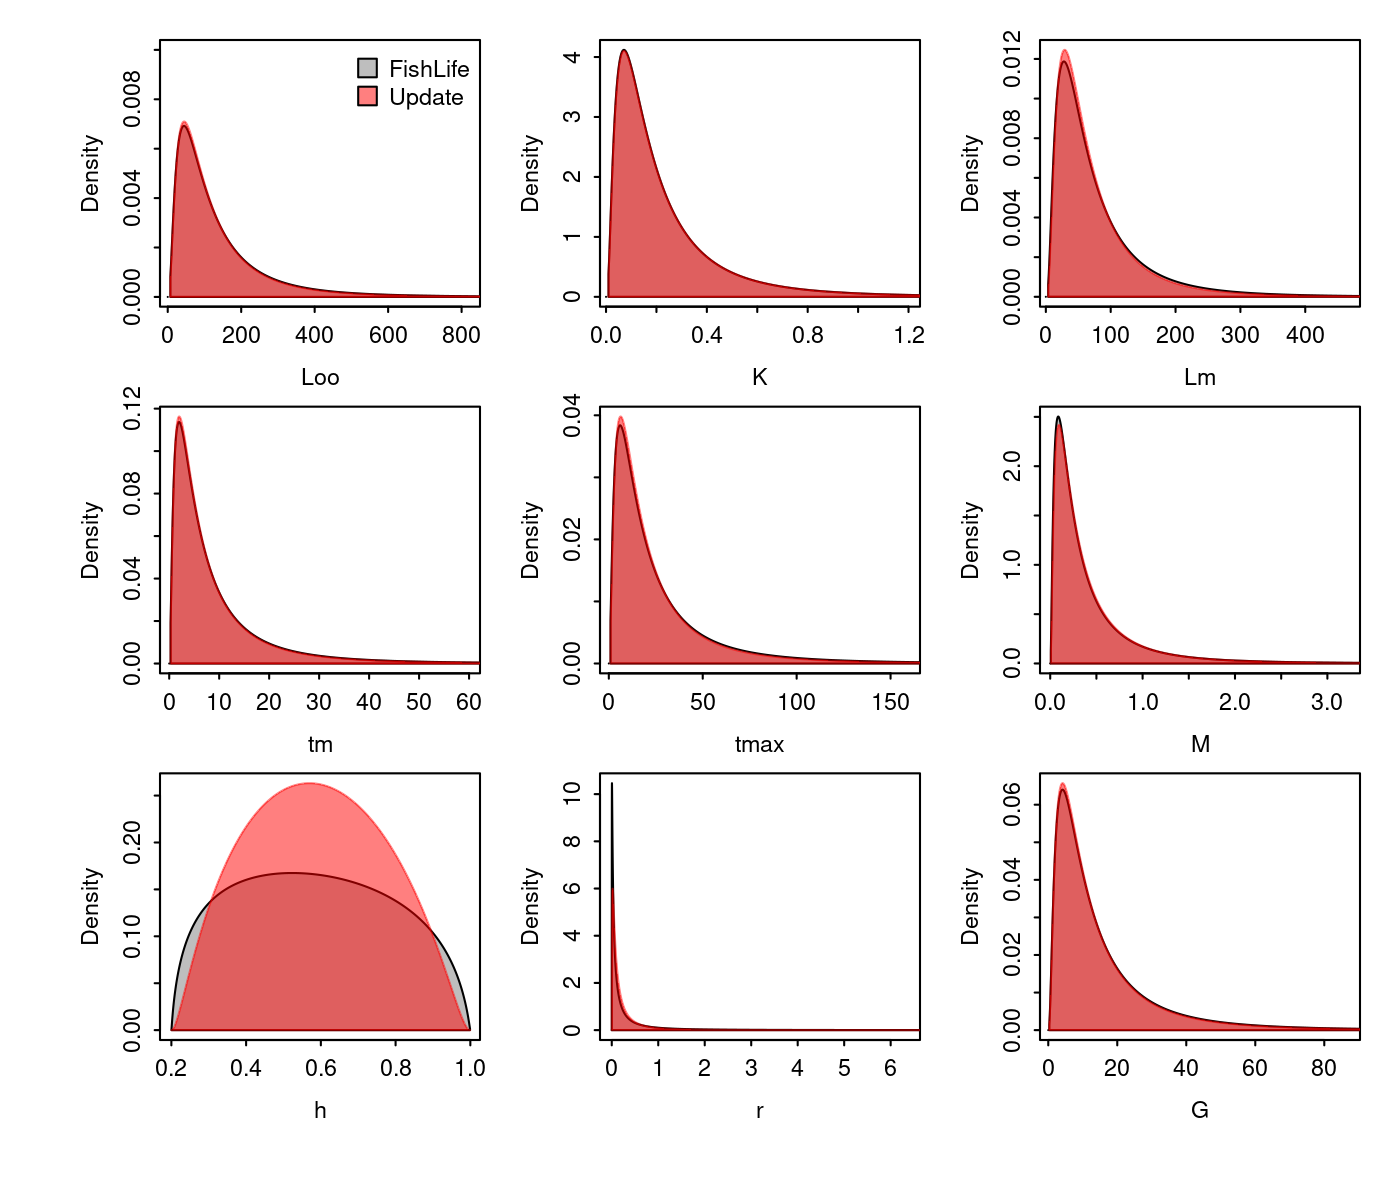 FishLife
Update
Density
0.000 0.004 0.008
0 200 400 600 800
Loo
Density
0 1 2 3 4
0.0 0.4 0.8 1.2
K
Density
0.000 0.004 0.008 0.012
0 100 200 300 400
Lm
Density
0.00 0.04 0.08 0.12
0 10 20 30 40 50 60
tm
Density
0.00 0.02 0.04
0 50 100 150
tmax
Density
0.0 1.0 2.0
0.0 1.0 2.0 3.0
M
Density
0.00 0.10 0.20
0.2 0.4 0.6 0.8 1.0
h
Density
0 2 4 6 8 10
0 1 2 3 4 5 6
r
Density
0.00 0.02 0.04 0.06
0 20 40 60 80
G